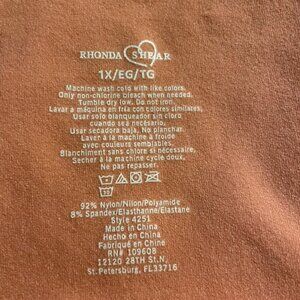 RHONDA SHEAR
1X/EG/TG
Machine wash cold with like colors.
Only non-chlorine bleach when needed.
Tumble dry low. Do not iron.
Lavar a máquina en fría con colores similares,
Usar solo blanqueador sin cloro
cuando sea necesario.
Usar secadora baja, No planchar.
Laver à la machine à froid
avec couleurs semblables.
Blanchiment sans chlore si nécessaire.
Secher à la machine cycle doux.
Ne pas repasser.
92% Nylon/Nilon/Polyamide
8% Spandex/Elasthanne/Elastane
Style 4251
Made in China
Hecho en China
Fabriqué en Chine
RN# 109608
12120 28TH St.N.
St. Petersburg, FL33716